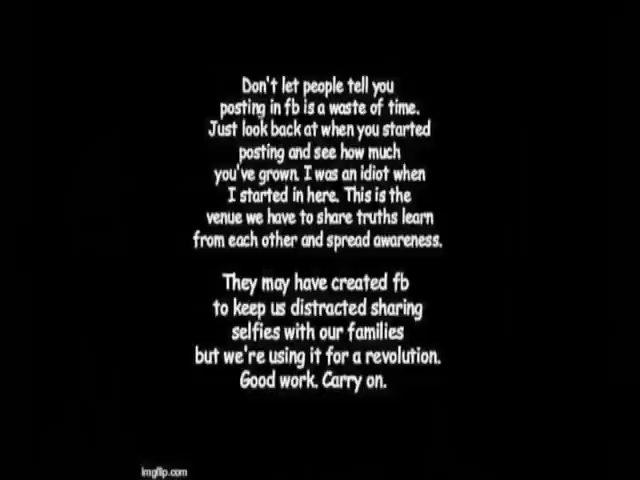 Don't let people tell you
posting in fb is a waste of time.
Just look back at when you started
posting and see how much
you've grown. I was an idiot when
I started in here. This is the
venue we have to share truths learn
from each other and spread awareness.
They may have created fb
to keep us distracted sharing
selfies with our families
but we're using it for a revolution.
Good work. Carry on.
imgflip.com